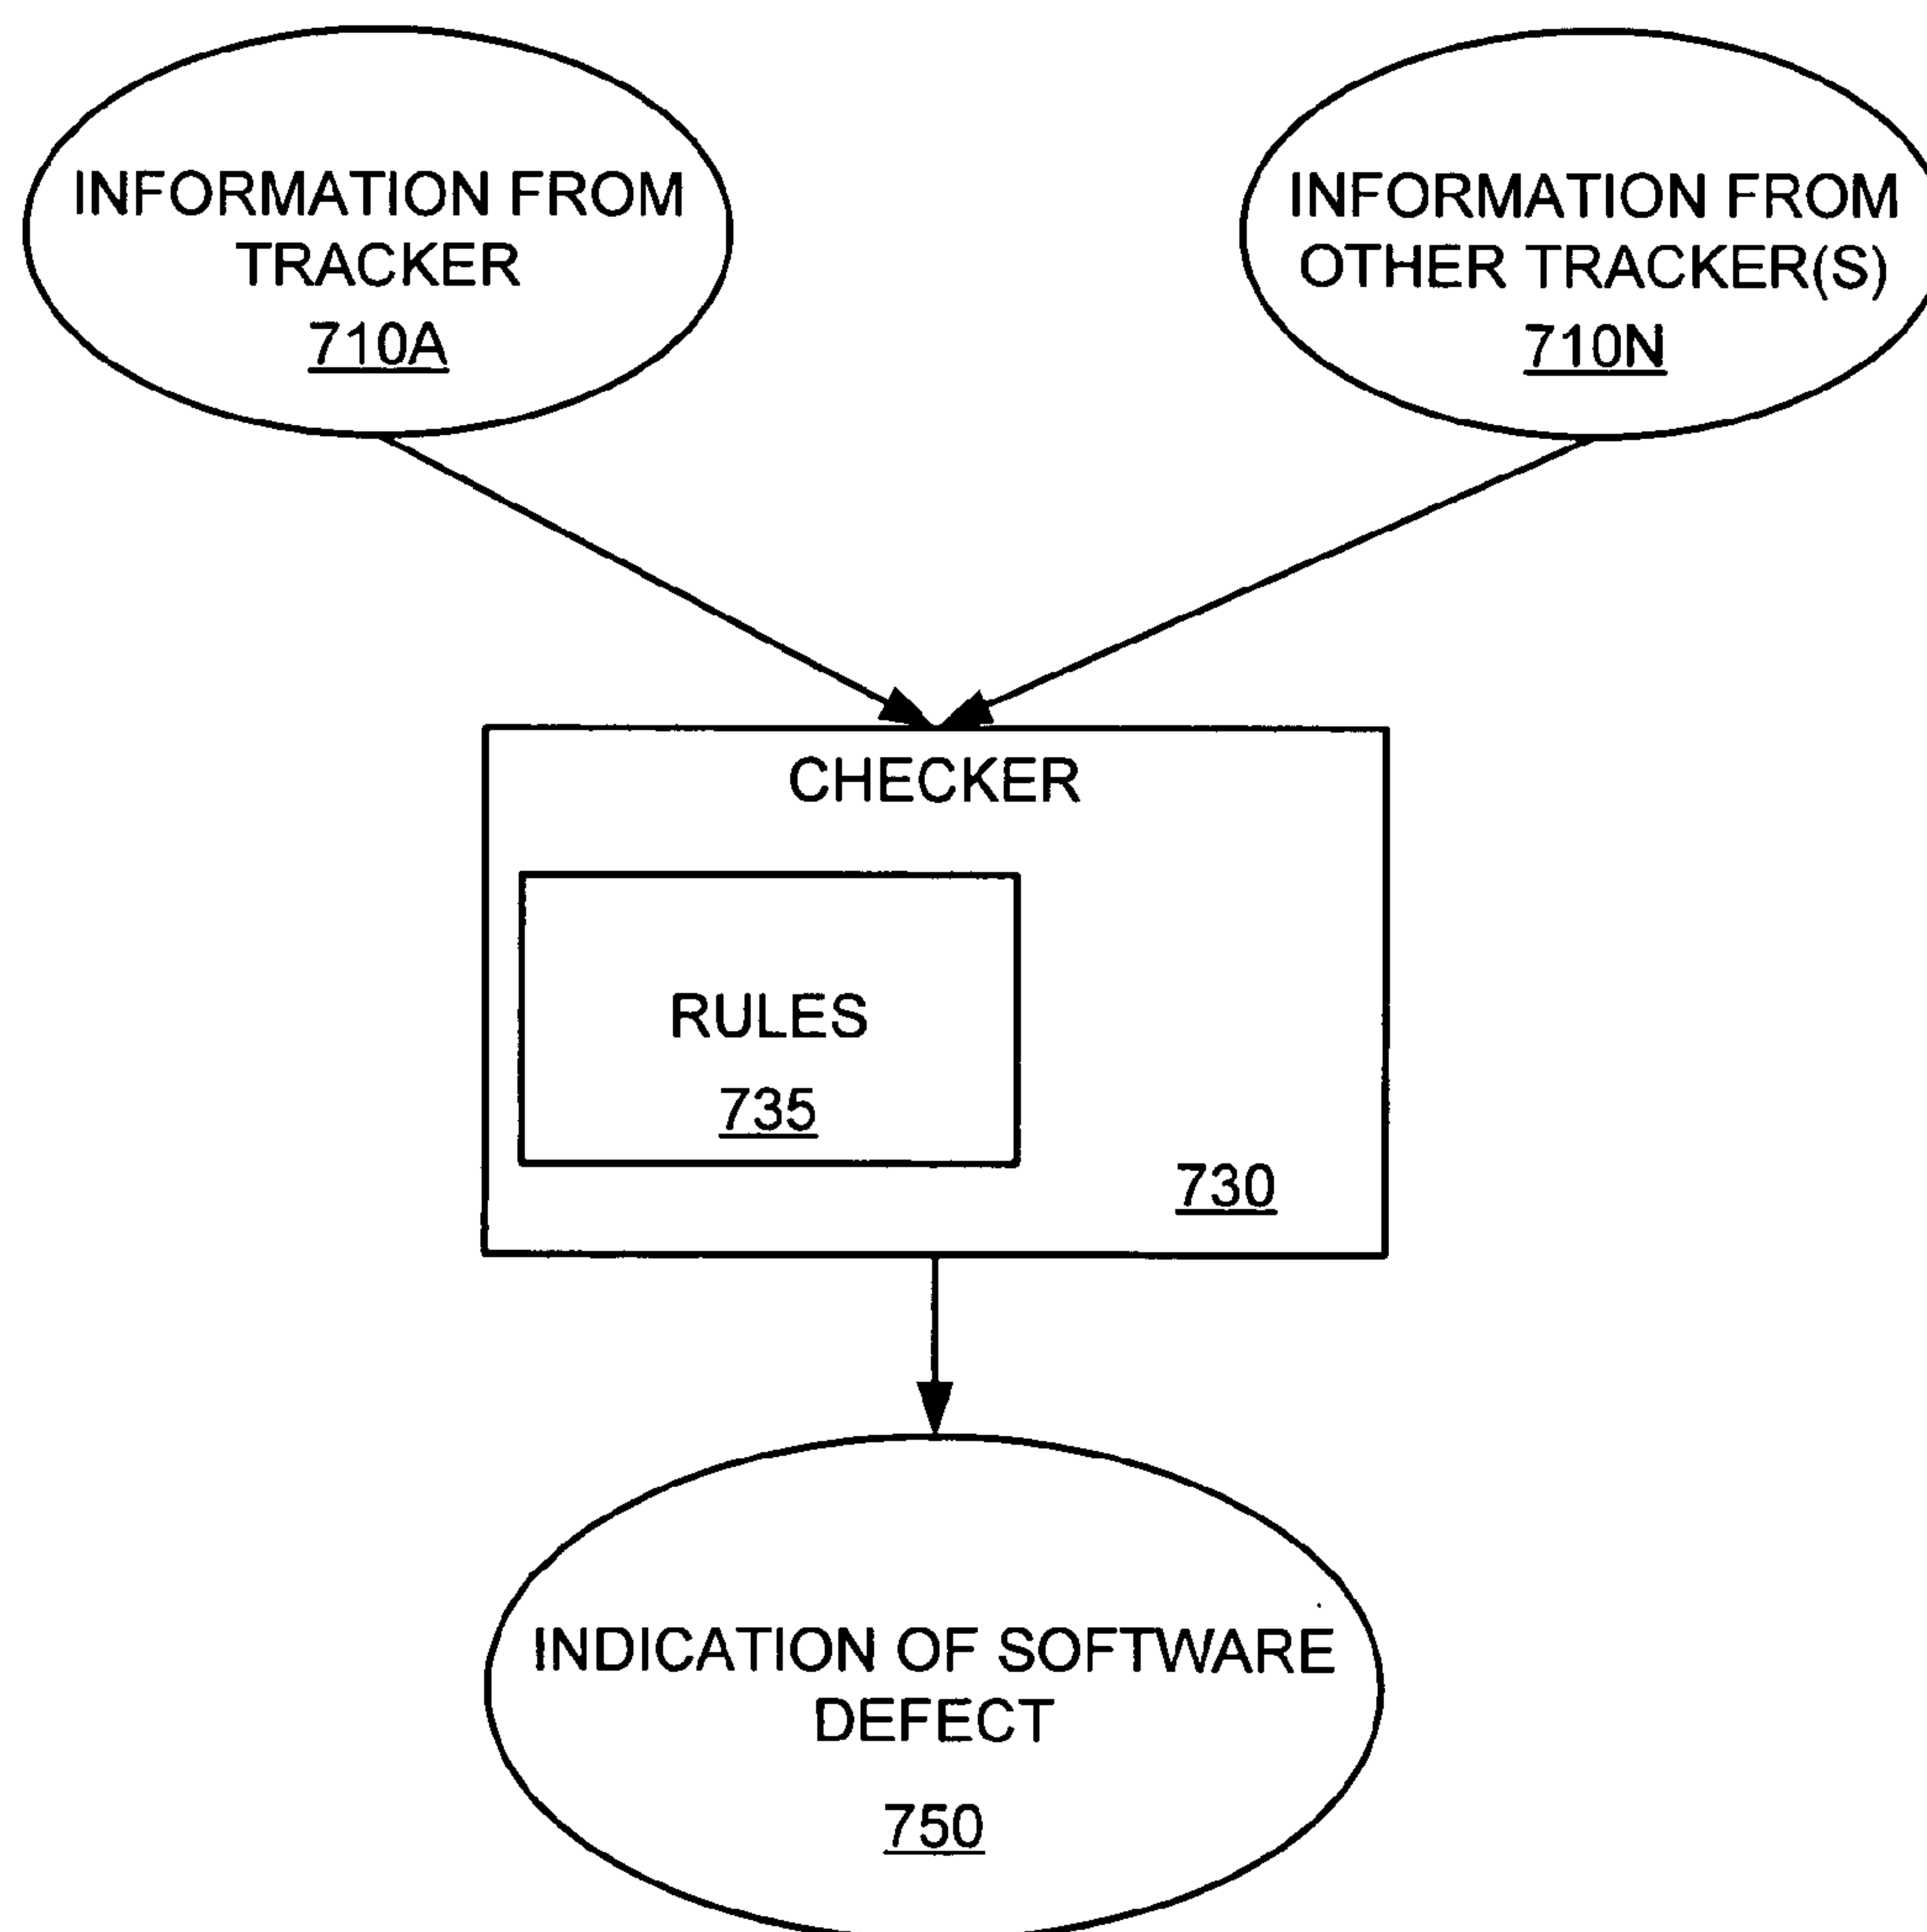 INFORMATION FROM
TRACKER
710A
INFORMATION FROM
OTHER TRACKER(S)
710N
CHECKER
RULES
735
730
INDICATION OF SOFTWARE
DEFECT
750